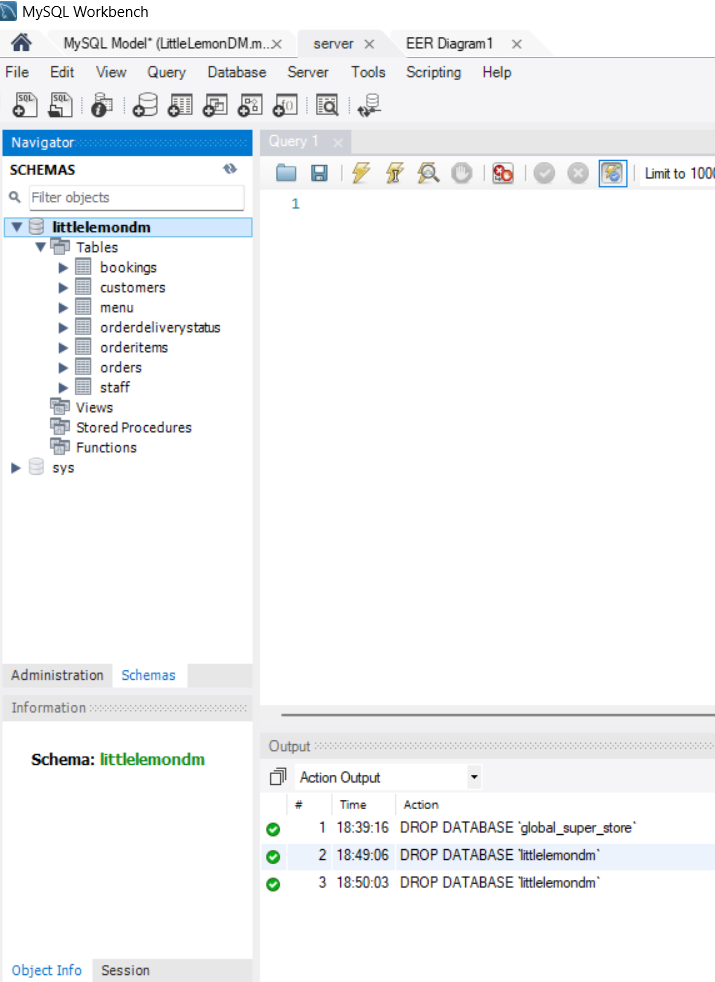 MySQL Workbench
MySQL Model* (LittleLemonDM.m... server EER Diagram1
File Edit View Query Database Server Tools Scripting Help
SQL SQL
Navigator
SCHEMAS
Filter objects
littlelemondm
Tables
bookings
customers
menu
orderdeliverystatus
orderitems
orders
staff
Views
Stored Procedures
Functions
sys
Administration Schemas
Information
Schema: littlelemondm
Object Info Session
Query 1
Limit to 1000
1
Output
Action Output
# Time Action
1 18:39:16 DROP DATABASE `global_super_store`
2 18:49:06 DROP DATABASE `littlelemondm`
3 18:50:03 DROP DATABASE `littlelemondm`